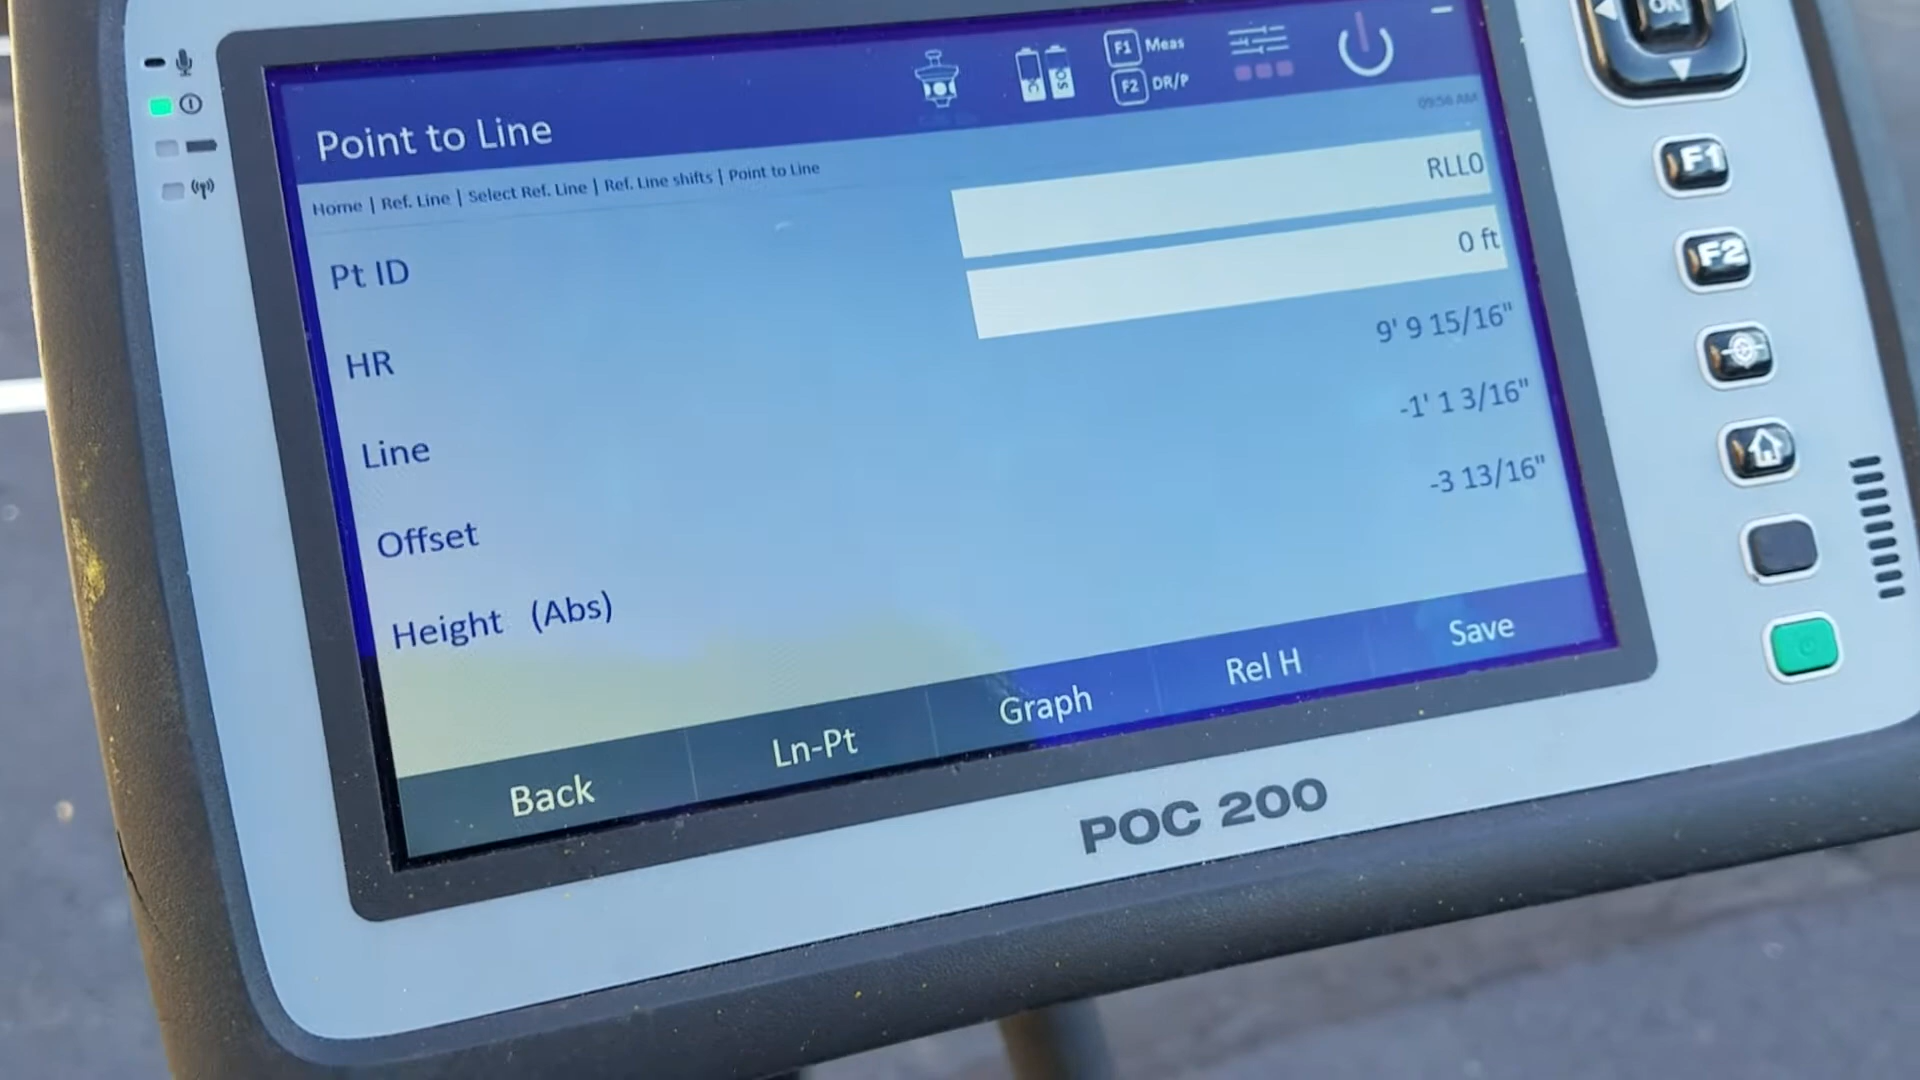 OK
F1 Meas
F2 DR/P
09:56 AM
Point to Line
Home | Ref. Line | Select Ref. Line | Ref. Line shifts | Point to Line
Pt ID RLL0
HR 0 ft
Line 9' 9 15/16"
Offset -1' 1 3/16"
Height (Abs) -3 13/16"
Back Ln-Pt Graph Rel H Save
F1
F2
POC 200